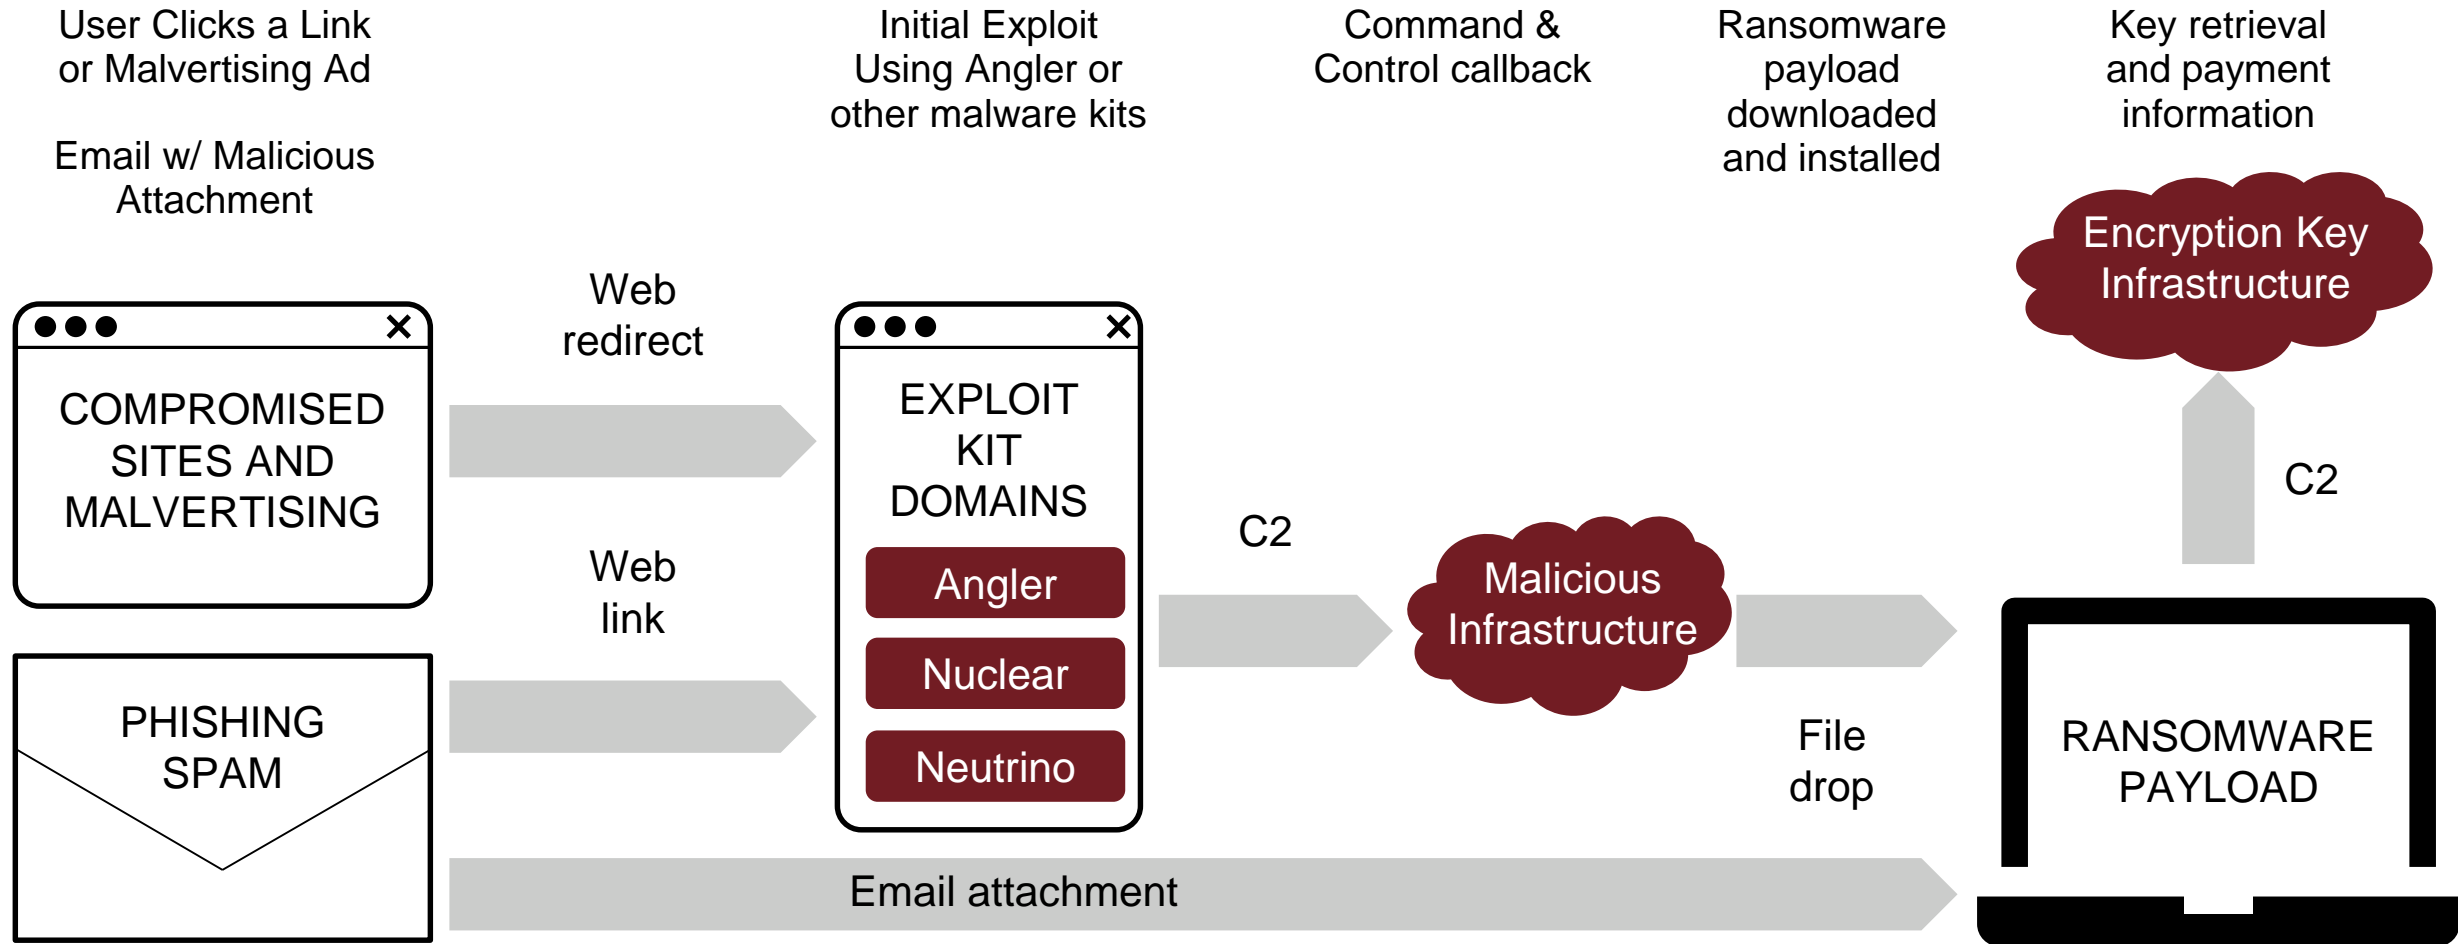 User Clicks a Link
or Malvertising Ad
Email w/ Malicious
Attachment
Initial Exploit
Using Angler or
other malware kits
Command &
Control callback
Ransomware
payload
downloaded
and installed
Key retrieval
and payment
information
COMPROMISED
SITES AND
MALVERTISING
Web
redirect
Web
link
PHISHING
SPAM
EXPLOIT
KIT
DOMAINS
Angler
Nuclear
Neutrino
C2
Malicious
Infrastructure
File
drop
Encryption Key
Infrastructure
C2
RANSOMWARE
PAYLOAD
Email attachment